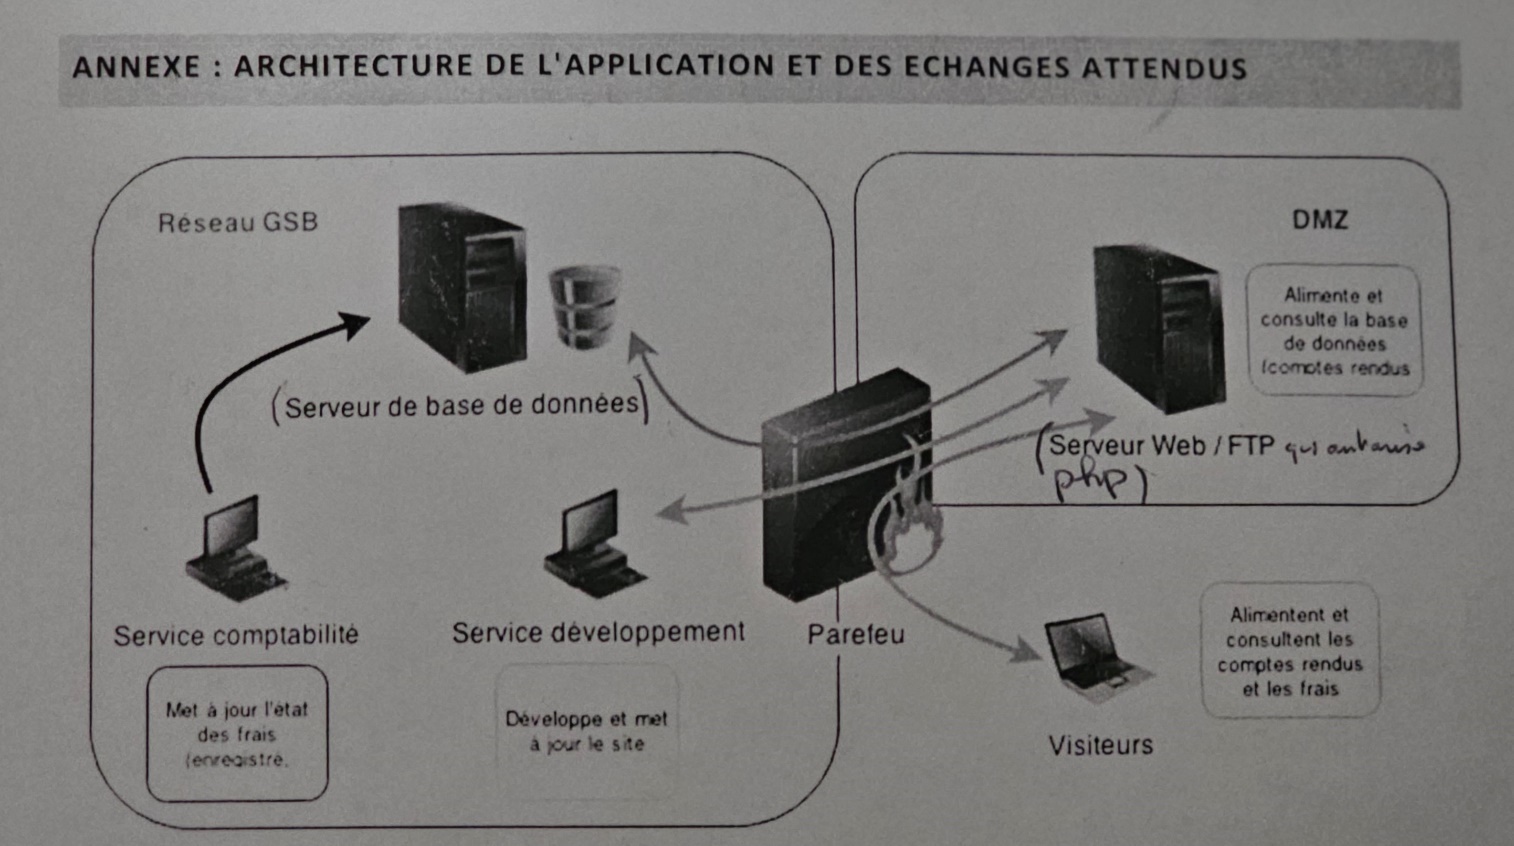 ANNEXE : ARCHITECTURE DE L'APPLICATION ET DES ECHANGES ATTENDUS
Réseau GSB
(Serveur de base de données)
Service comptabilité
Met à jour l'état
des frais
(enregistré,
Service développement
Développe et met
à jour le site
Parefeu
DMZ
Alimente et
consulte la base
de données
(comptes rendus
(Serveur Web / FTP qui
php)
Alimentent et
consultent les
comptes rendus
et les frais
Visiteurs